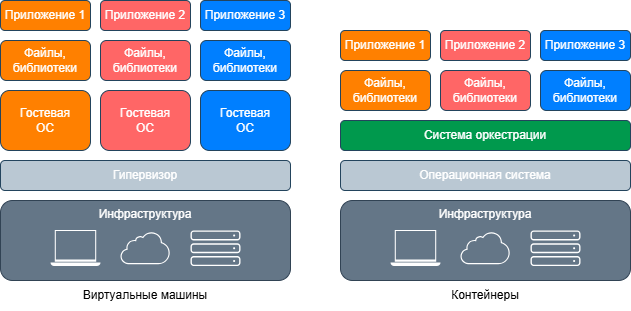 Приложение 1
Приложение 2
Приложение 3
Файлы,
библиотеки
Файлы,
библиотеки
Файлы,
библиотеки
Гостевая
ОС
Гостевая
ОС
Гостевая
ОС
Гипервизор
Инфраструктура
Виртуальные машины
Приложение 1
Приложение 2
Приложение 3
Файлы,
библиотеки
Файлы,
библиотеки
Файлы,
библиотеки
Система оркестрации
Операционная система
Инфраструктура
Контейнеры